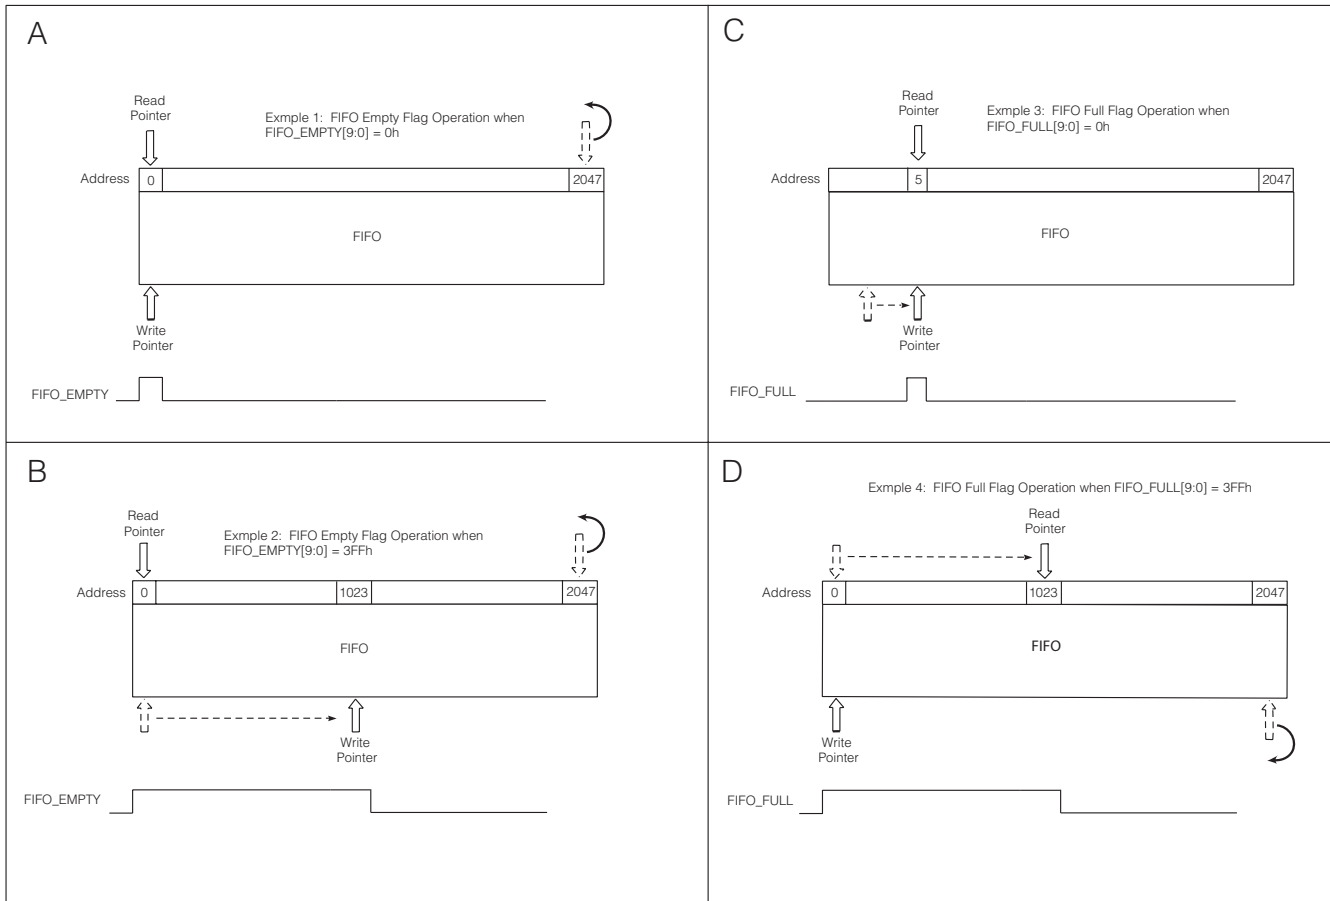 A
Read
Pointer
Exmple 1:  FIFO Empty Flag Operation when
FIFO_EMPTY[9:0] = 0h
Address
0
2047
FIFO
Write
Pointer
FIFO_EMPTY
C
Read
Pointer
Exmple 3:  FIFO Full Flag Operation when
FIFO_FULL[9:0] = 0h
Address
5
2047
FIFO
Write
Pointer
FIFO_FULL
B
Read
Pointer
Exmple 2:  FIFO Empty Flag Operation when
FIFO_EMPTY[9:0] = 3FFh
Address
0
1023
2047
FIFO
Write
Pointer
FIFO_EMPTY
D
Exmple 4:  FIFO Full Flag Operation when FIFO_FULL[9:0] = 3FFh
Read
Pointer
Address
0
1023
2047
FIFO
Write
Pointer
FIFO_FULL